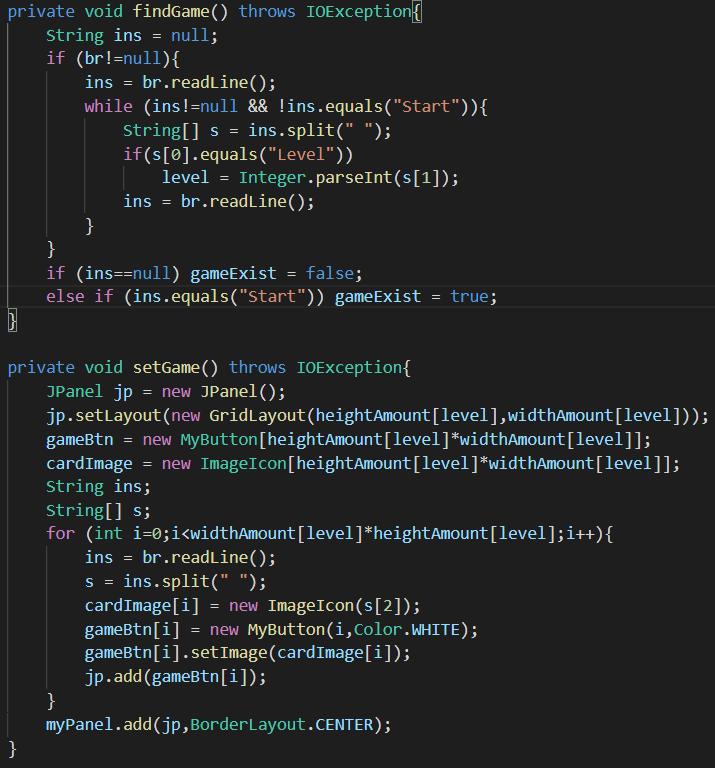 private void findGame() throws IOException{
    String ins = null;
    if (br!=null){
        ins = br.readLine();
        while (ins!=null && !ins.equals("Start")){
            String[] s = ins.split(" ");
            if(s[0].equals("Level"))
                level = Integer.parseInt(s[1]);
            ins = br.readLine();
        }
    }
    if (ins==null) gameExist = false;
    else if (ins.equals("Start")) gameExist = true;
}

private void setGame() throws IOException{
    JPanel jp = new JPanel();
    jp.setLayout(new GridLayout(heightAmount[level],widthAmount[level]));
    gameBtn = new MyButton[heightAmount[level]*widthAmount[level]];
    cardImage = new ImageIcon[heightAmount[level]*widthAmount[level]];
    String ins;
    String[] s;
    for (int i=0;i<widthAmount[level]*heightAmount[level];i++){
        ins = br.readLine();
        s = ins.split(" ");
        cardImage[i] = new ImageIcon(s[2]);
        gameBtn[i] = new MyButton(i,Color.WHITE);
        gameBtn[i].setImage(cardImage[i]);
        jp.add(gameBtn[i]);
    }
    myPanel.add(jp,BorderLayout.CENTER);
}